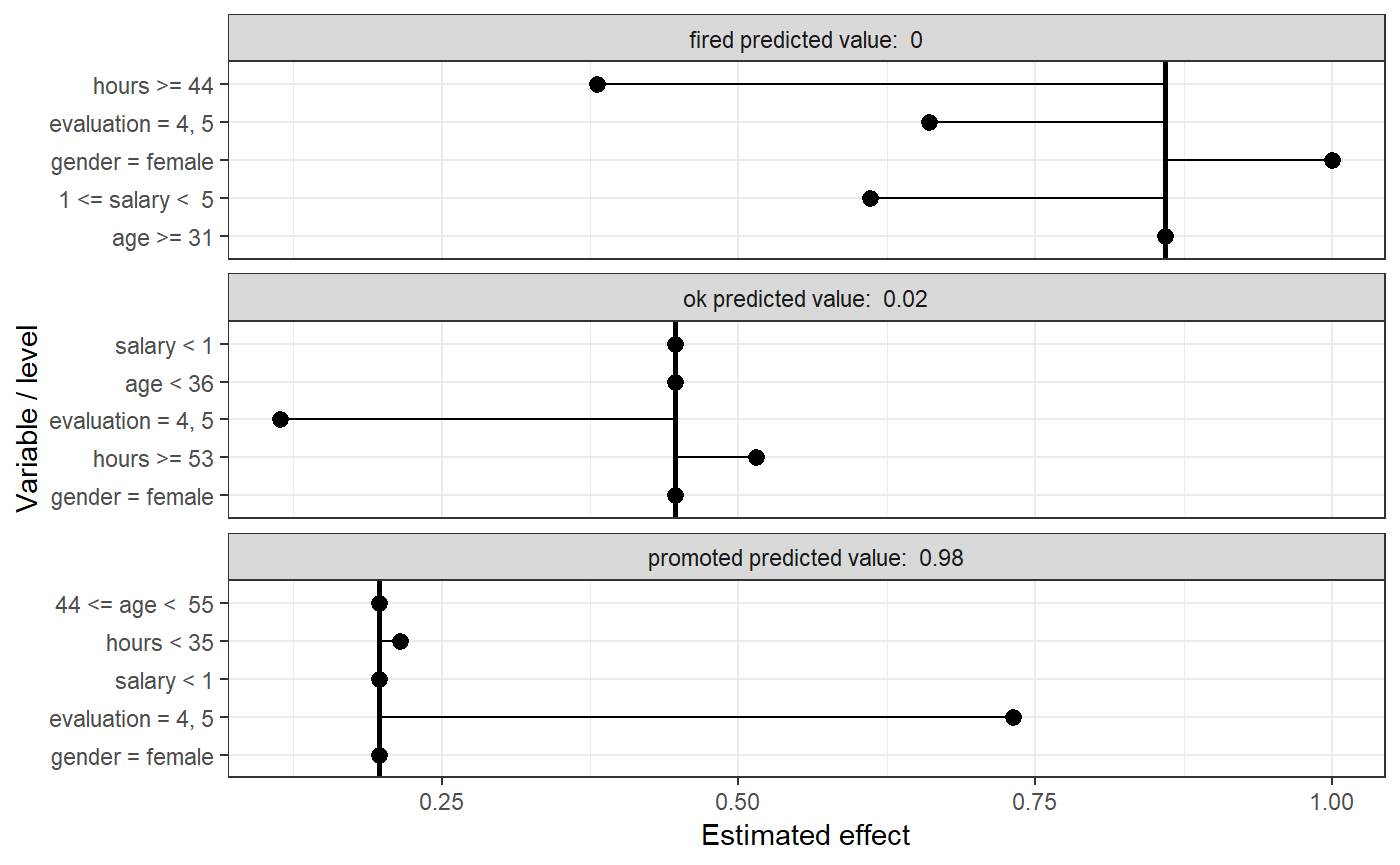 fired predicted value:  0
hours >= 44
evaluation = 4, 5
gender = female
1 <= salary <  5
age >= 31
ok predicted value:  0.02
salary < 1
age < 36
evaluation = 4, 5
hours >= 53
gender = female
promoted predicted value:  0.98
44 <= age <  55
hours < 35
salary < 1
evaluation = 4, 5
gender = female
0.25 0.50 0.75 1.00
Estimated effect
Variable / level